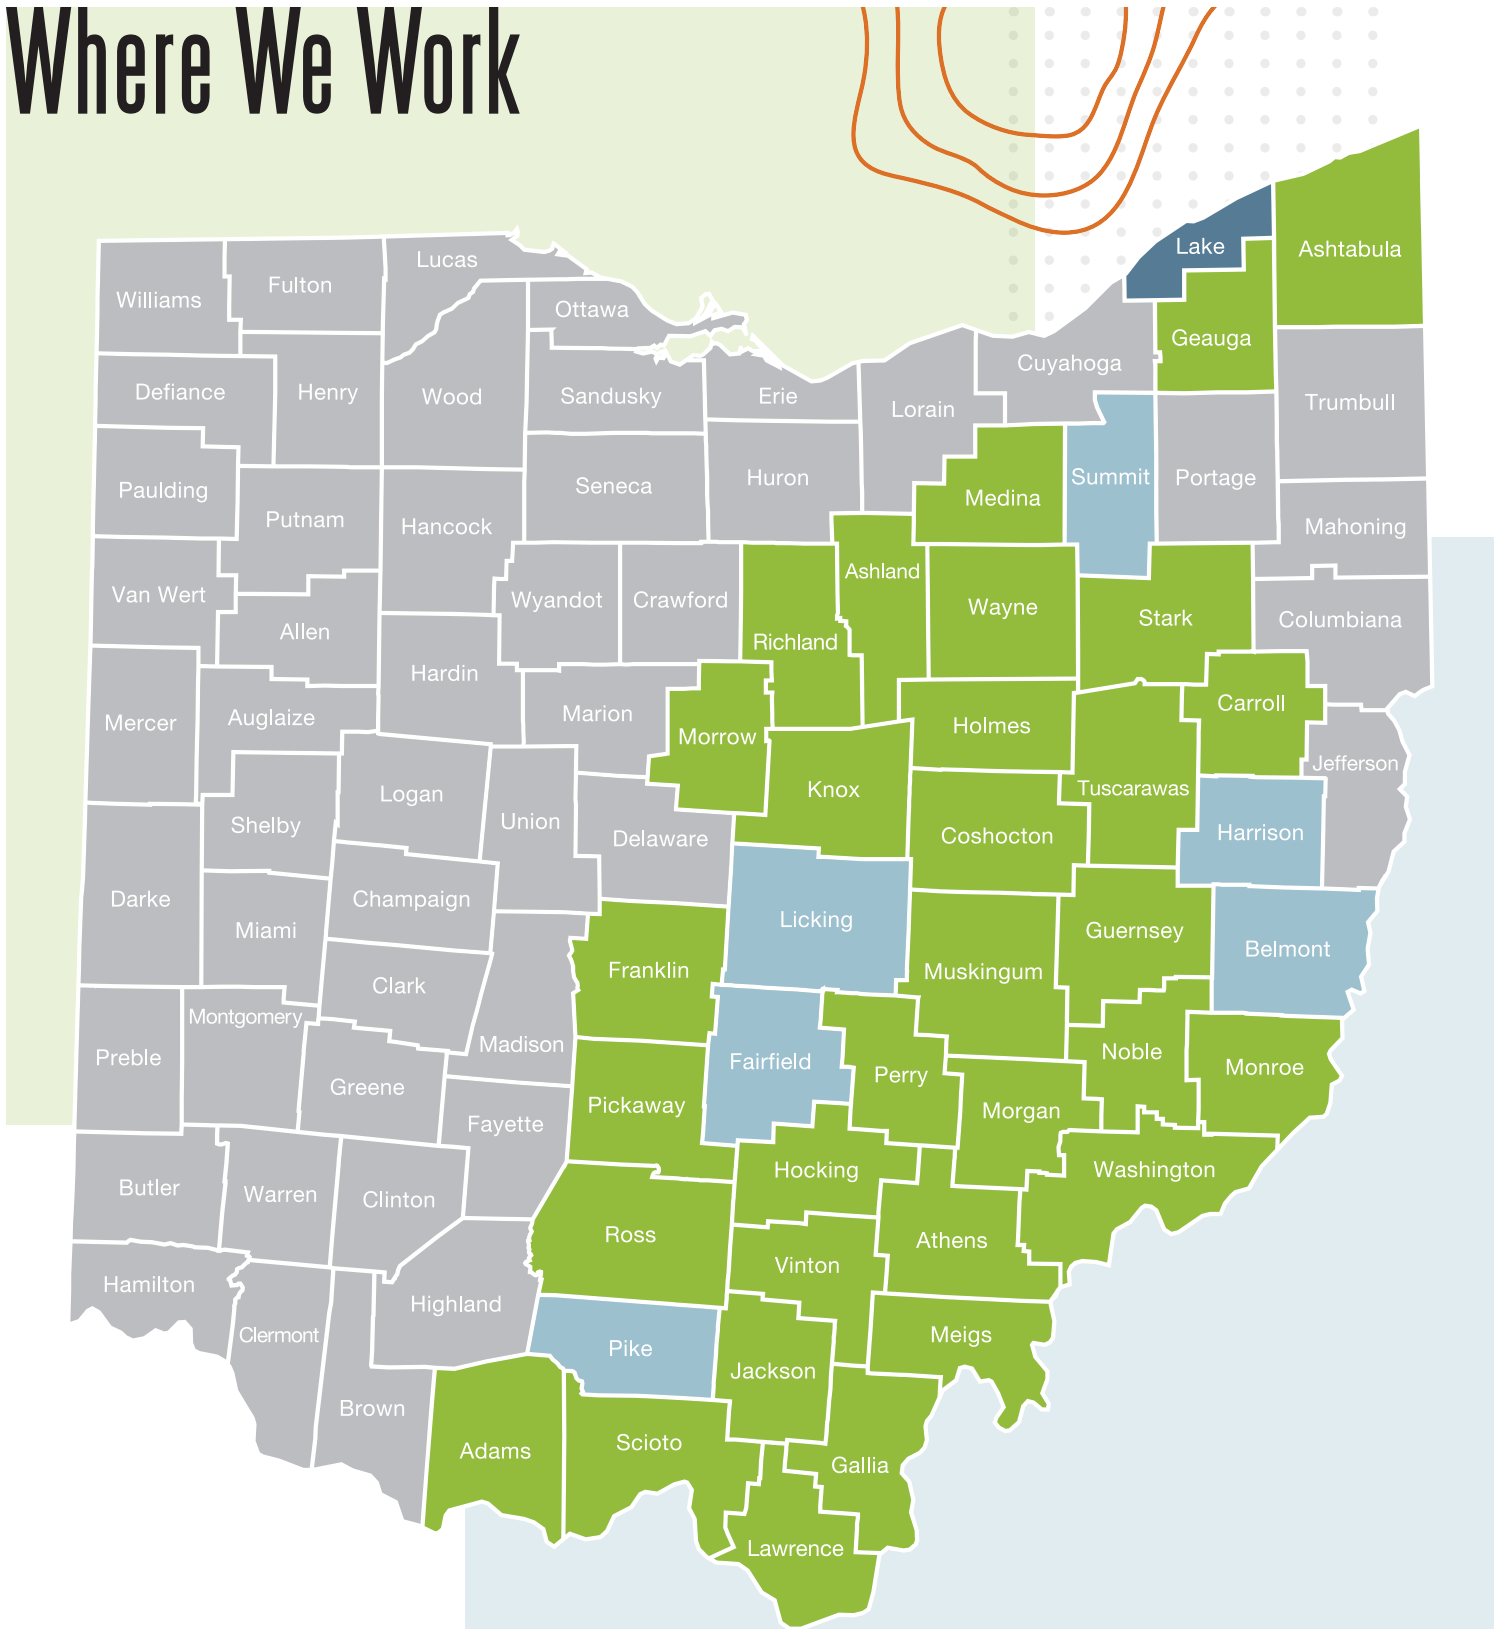 Where We Work
Lake
Ashtabula
Lucas
Fulton
Williams
Ottawa
Geauga
Cuyahoga
Defiance
Henry
Wood
Sandusky
Erie
Lorain
Trumbull
Paulding
Seneca
Huron
Medina
Summit
Portage
Putnam
Hancock
Mahoning
Van Wert
Wyandot
Crawford
Ashland
Wayne
Stark
Columbiana
Allen
Richland
Hardin
Mercer
Auglaize
Marion
Morrow
Holmes
Carroll
Jefferson
Logan
Knox
Tuscarawas
Shelby
Union
Delaware
Coshocton
Harrison
Darke
Champaign
Miami
Licking
Guernsey
Belmont
Franklin
Muskingum
Clark
Montgomery
Madison
Preble
Greene
Fairfield
Perry
Noble
Monroe
Pickaway
Morgan
Fayette
Butler
Warren
Clinton
Hocking
Washington
Ross
Athens
Vinton
Hamilton
Highland
Clermont
Pike
Meigs
Jackson
Brown
Adams
Scioto
Gallia
Lawrence